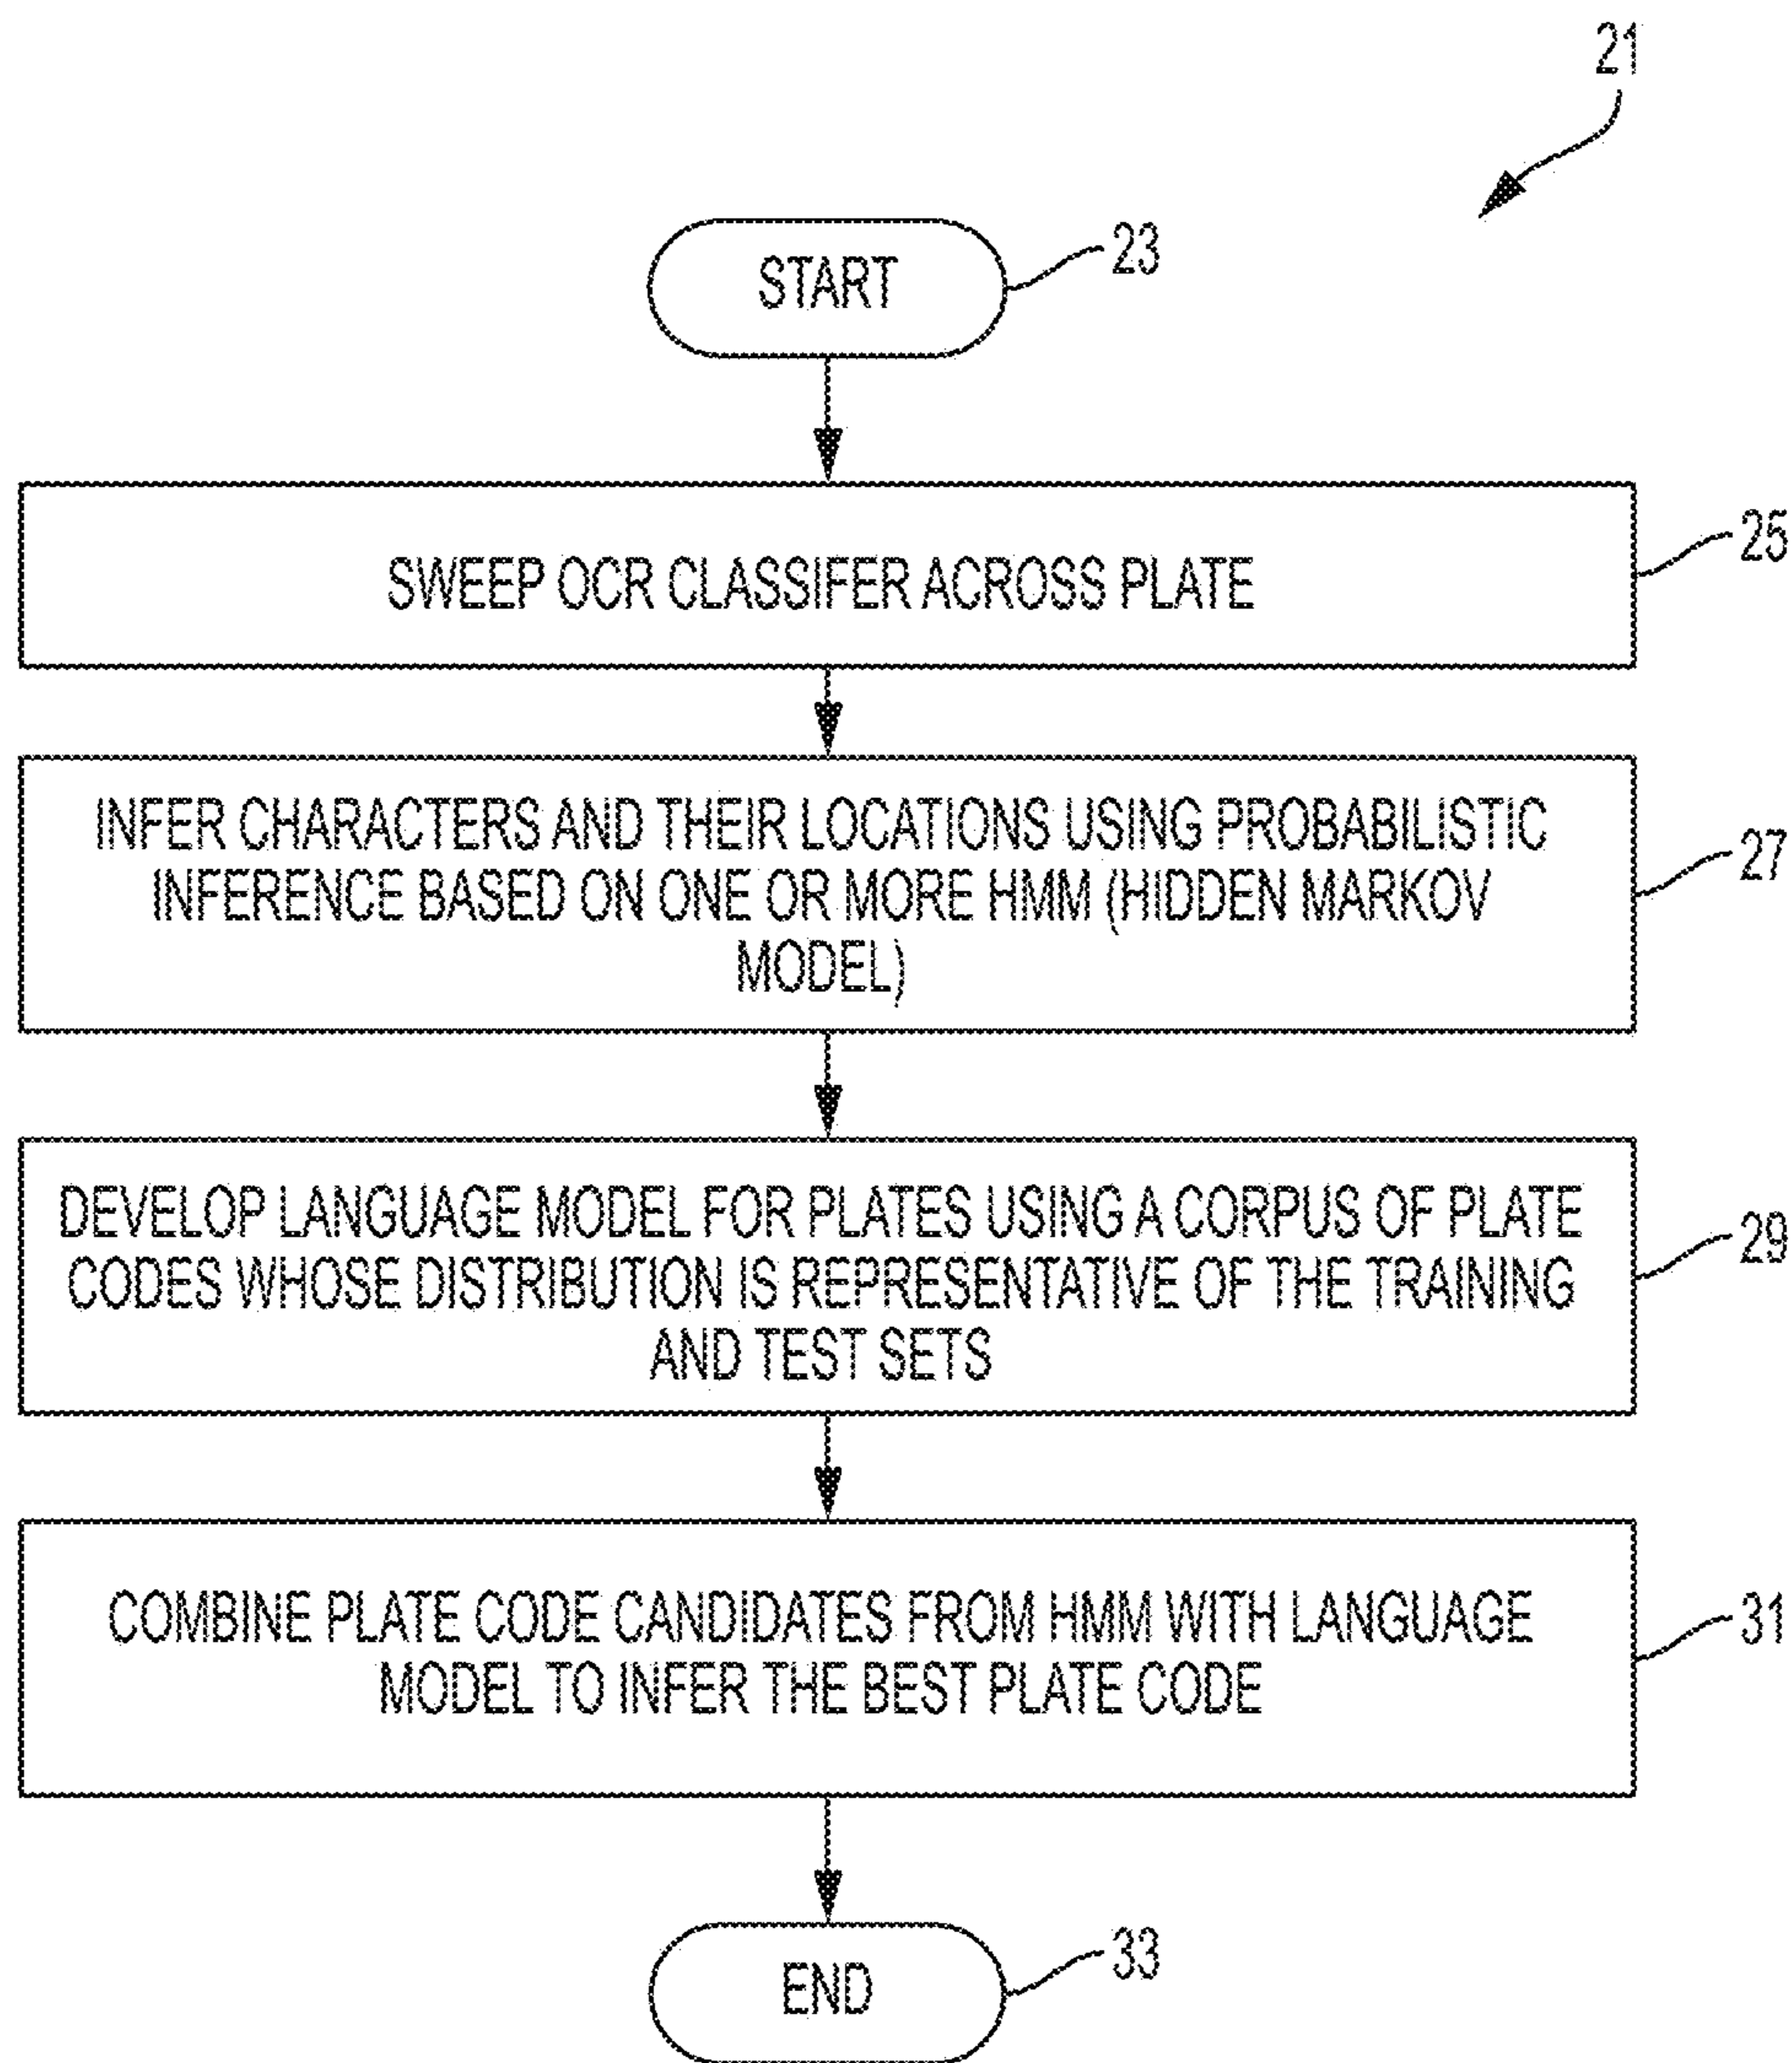 21
START
23
SWEEP OCR CLASSIFER ACROSS PLATE
25
INFER CHARACTERS AND THEIR LOCATIONS USING PROBABILISTIC
INFERENCE BASED ON ONE OR MORE HMM (HIDDEN MARKOV
MODEL)
27
DEVELOP LANGUAGE MODEL FOR PLATES USING A CORPUS OF PLATE
CODES WHOSE DISTRIBUTION IS REPRESENTATIVE OF THE TRAINING
AND TEST SETS
29
COMBINE PLATE CODE CANDIDATES FROM HMM WITH LANGUAGE
MODEL TO INFER THE BEST PLATE CODE
31
END
33